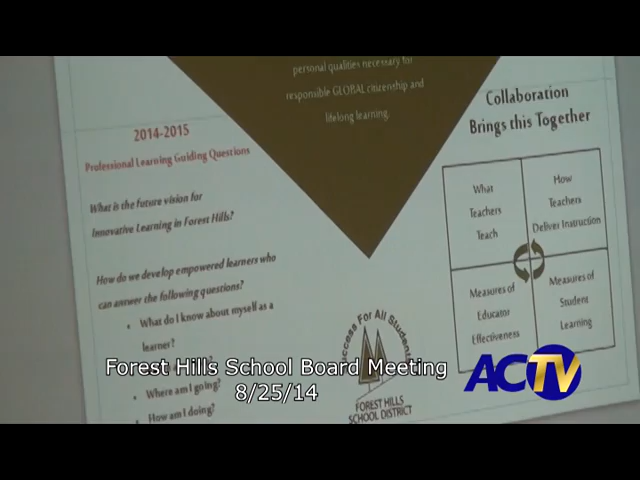 personal qualities necessary for
responsible GLOBAL citizenship and
lifelong learning.
2014-2015
Professional Learning Guiding Questions
What is the future vision for
Innovative Learning in Forest Hills?
How do we develop empowered learners who
can answer the following questions?
• What do I know about myself as a
learner?
• Where am I going?
• How am I doing?
Collaboration
Brings this Together
What
Teachers
Teach
How
Teachers
Deliver Instruction
Measures of
Educator
Effectiveness
Measures of
Student
Learning
Success For All Students
FOREST HILLS
SCHOOL DISTRICT
Forest Hills School Board Meeting
8/25/14
ACTV